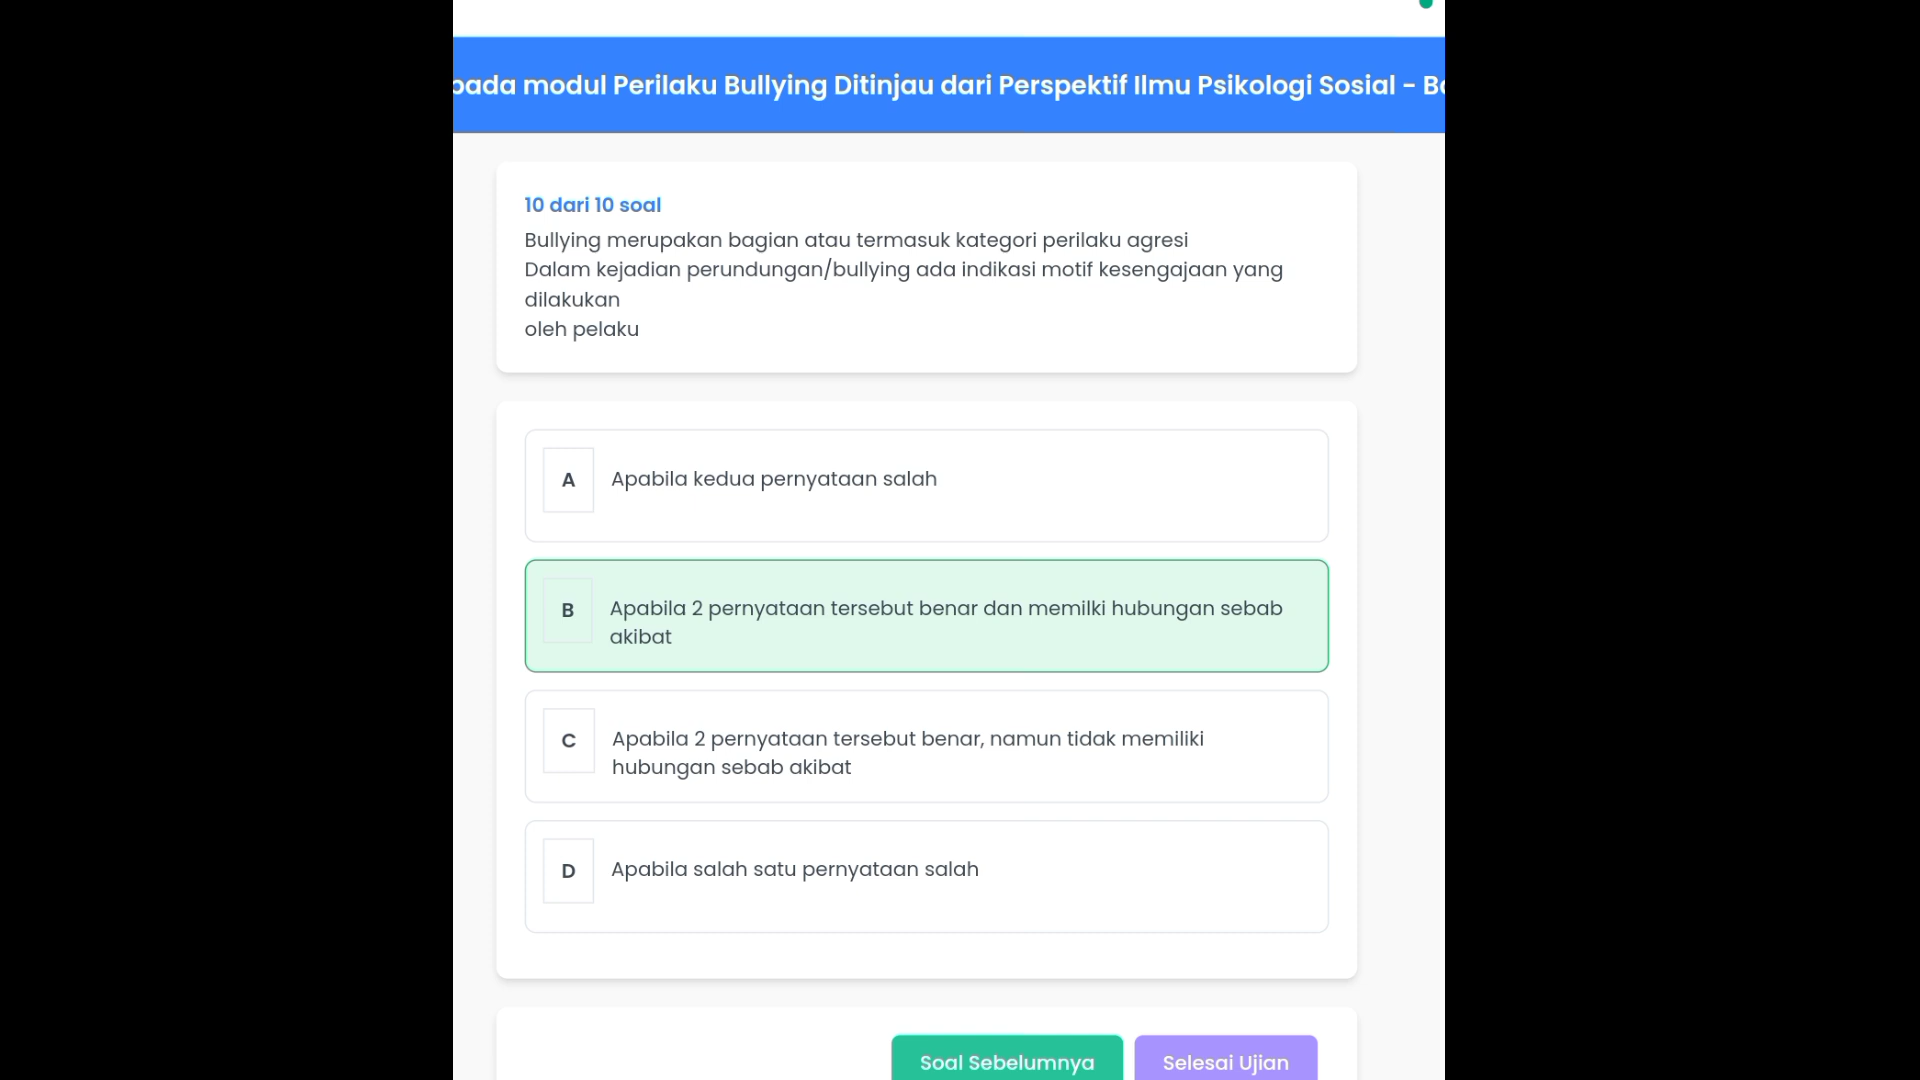 pada modul Perilaku Bullying Ditinjau dari Perspektif Ilmu Psikologi Sosial - Ba
10 dari 10 soal
Bullying merupakan bagian atau termasuk kategori perilaku agresi
Dalam kejadian perundungan/bullying ada indikasi motif kesengajaan yang
dilakukan
oleh pelaku
A Apabila kedua pernyataan salah
B Apabila 2 pernyataan tersebut benar dan memilki hubungan sebab
akibat
C Apabila 2 pernyataan tersebut benar, namun tidak memiliki
hubungan sebab akibat
D Apabila salah satu pernyataan salah
Soal Sebelumnya
Selesai Ujian